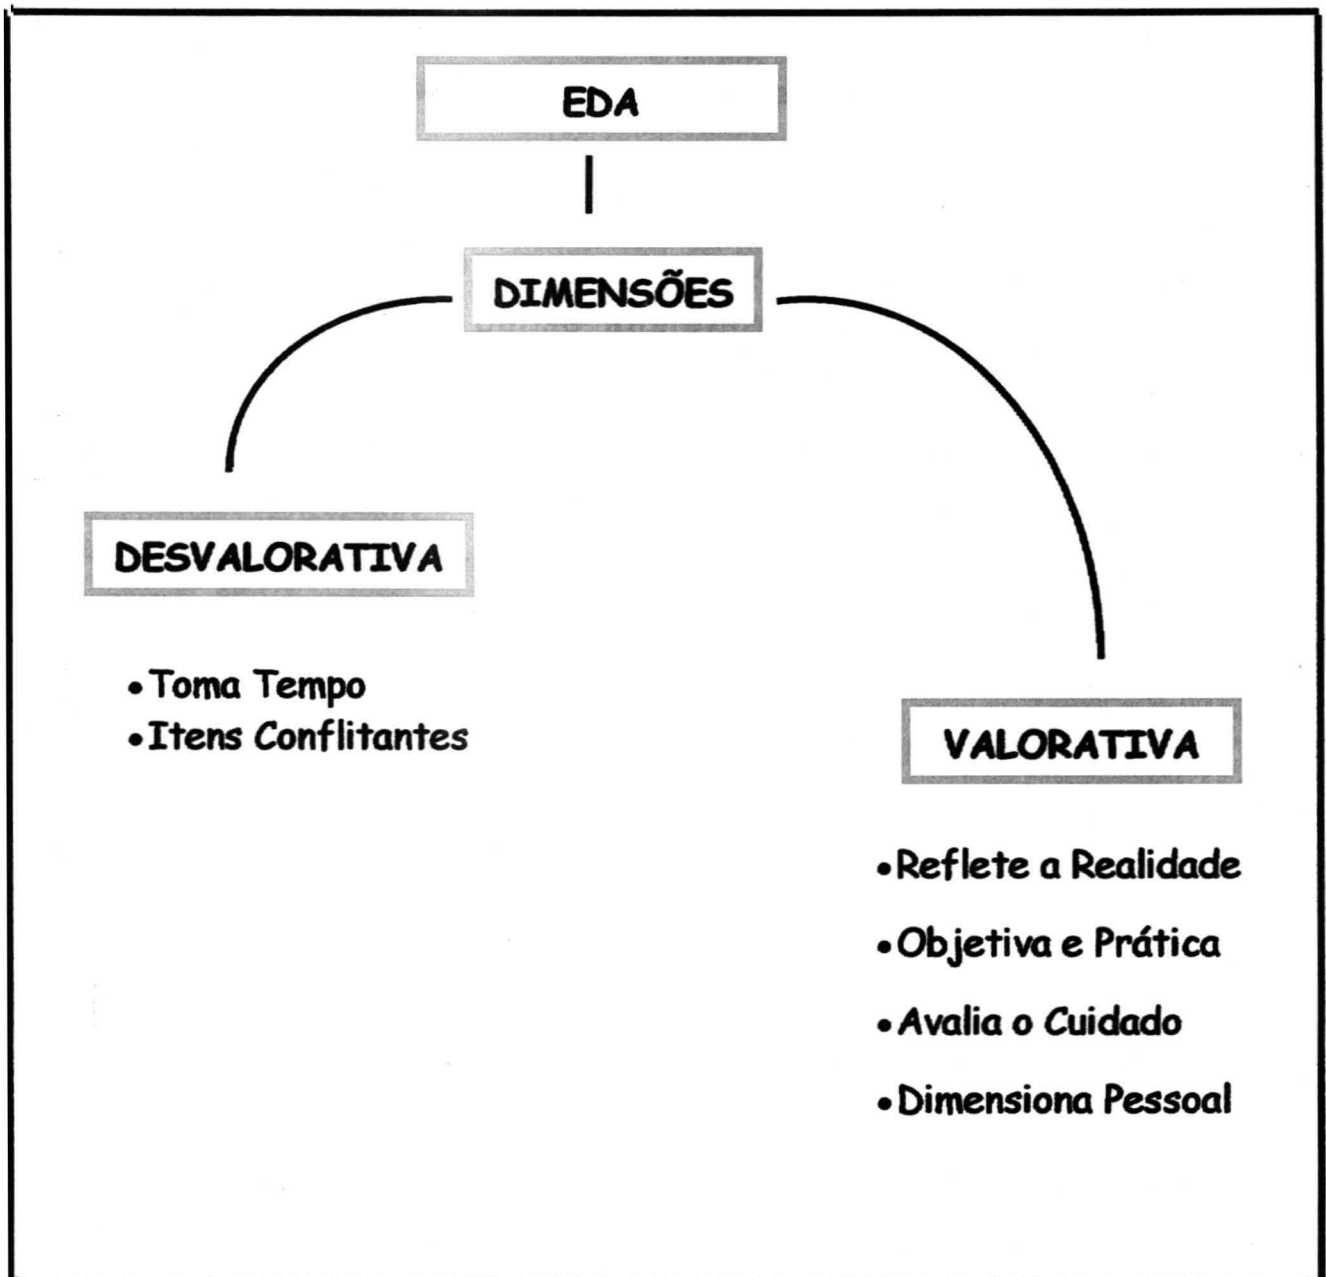 EDA
DIMENSÕES
DESVALORATIVA
• Toma Tempo
• Itens Conflitantes
VALORATIVA
• Reflete a Realidade
• Objetiva e Prática
• Avalia o Cuidado
• Dimensiona Pessoal